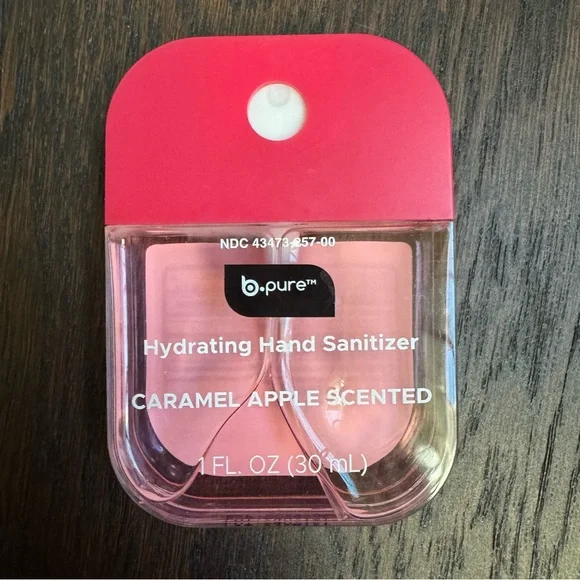 NDC 43473-257-00
b.pure™
Hydrating Hand Sanitizer
CARAMEL APPLE SCENTED
1 FL. OZ (30 mL)